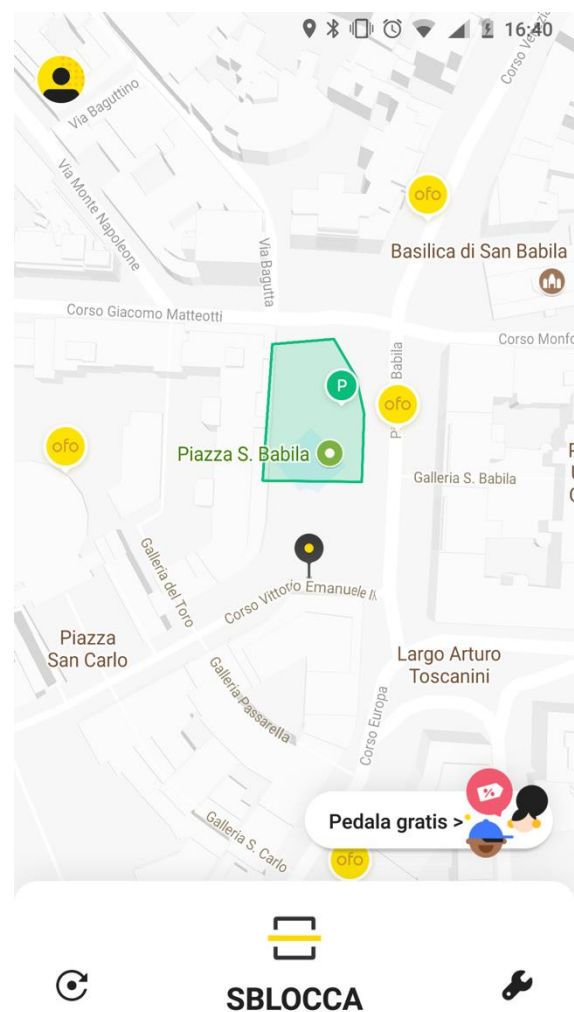 16:40
Corso Venezia
Via Baguttino
Via Monte Napoleone
ofo
Basilica di San Babila
Via Bagutta
Corso Giacomo Matteotti
Corso Monfo
Babila
P
ofo
ofo
Piazza S. Babila
Galleria S. Babila
Galleria del Toro
Corso Vittorio Emanuele II
Piazza
San Carlo
Largo Arturo
Toscanini
Galleria Passarella
Corso Europa
%
Pedala gratis >
Galleria S. Carlo
ofo
SBLOCCA